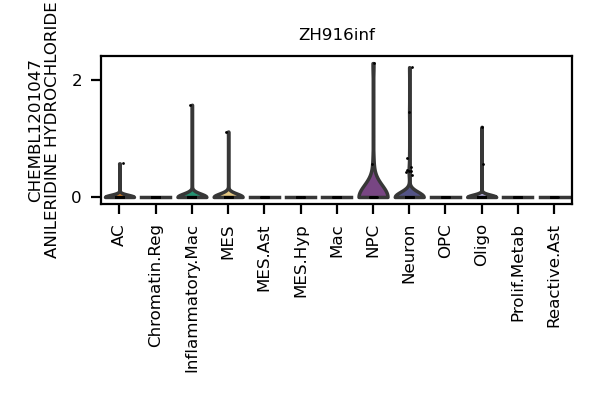 ZH916inf
CHEMBL1201047
ANILERIDINE HYDROCHLORIDE
2
0
AC
Chromatin.Reg
Inflammatory.Mac
MES
MES.Ast
MES.Hyp
Mac
NPC
Neuron
OPC
Oligo
Prolif.Metab
Reactive.Ast